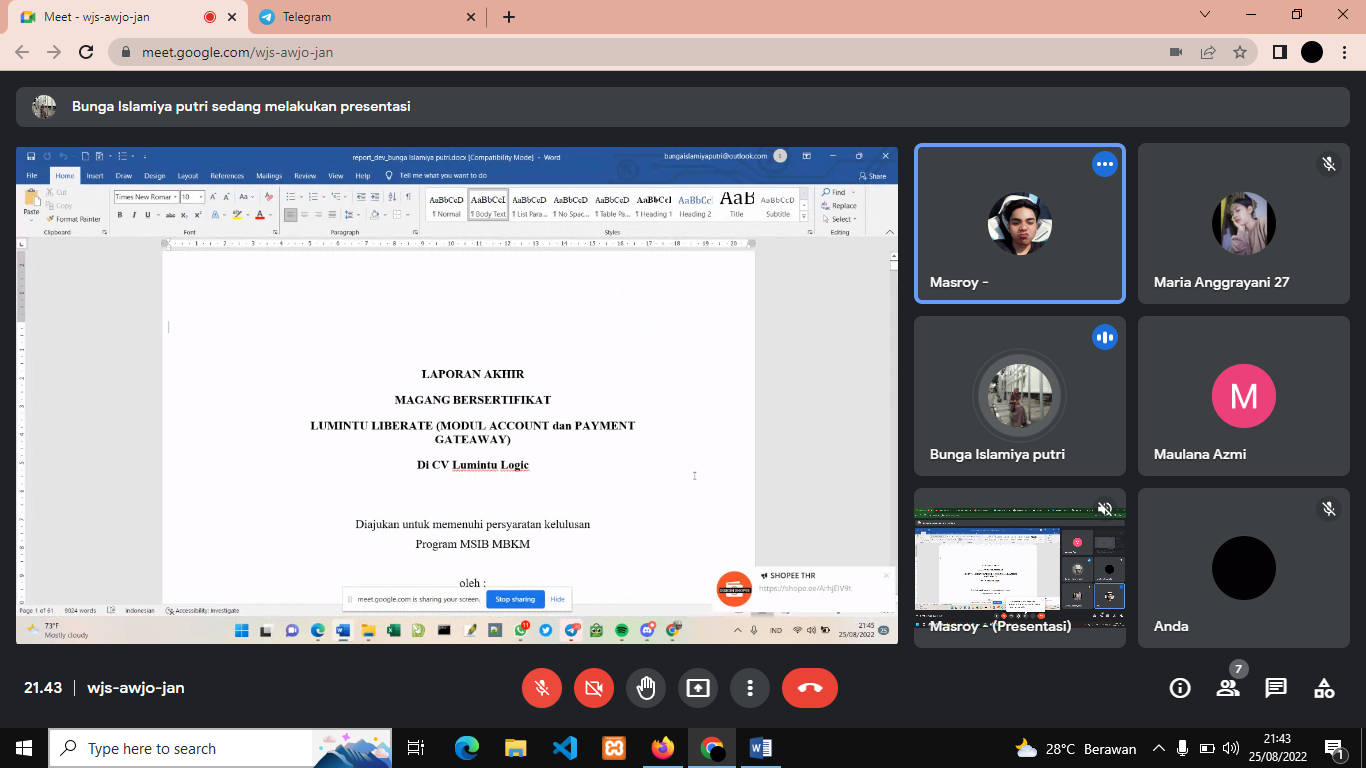 Meet - wjs-awjo-jan
Telegram
meet.google.com/wjs-awjo-jan
Bunga Islamiya putri sedang melakukan presentasi
report_dev_bunga Islamiya putri.docx [Compatibility Mode] - Word
bungaislamiyaputri@outlook.com
File Home Insert Draw Design Layout References Mailings Review View Help Tell me what you want to do Share
Paste
Cut
Copy
Format Painter
Clipboard
Times New Romar 10
Font
Paragraph
AaBbCcD AaBbCcI AaBbCcD AaBbCcD AaBbCcD AaBbCcI AaBbCc AaB AaBbCcD
Normal Body Text List Para... No Spac... Table Pa... Heading 1 Heading 2 Title Subtitle
Styles
Find
Replace
Select
Editing
LAPORAN AKHIR
MAGANG BERSERTIFIKAT
LUMINTU LIBERATE (MODUL ACCOUNT dan PAYMENT
GATEAWAY)
Di CV Lumintu Logic
Diajukan untuk memenuhi persyaratan kelulusan
Program MSIB MBKM
oleh :
meet.google.com is sharing your screen. Stop sharing Hide
SHOPEE THR
Page 1 of 61 9024 words Indonesian Accessibility: Investigate
73°F
Mostly cloudy
IND
21:45
25/08/2022
Masroy -
Maria Anggrayani 27
Bunga Islamiya putri
M
Maulana Azmi
Masroy - (Presentasi)
Anda
21.43 wjs-awjo-jan
7
Type here to search
28°C Berawan
21:43
25/08/2022
1